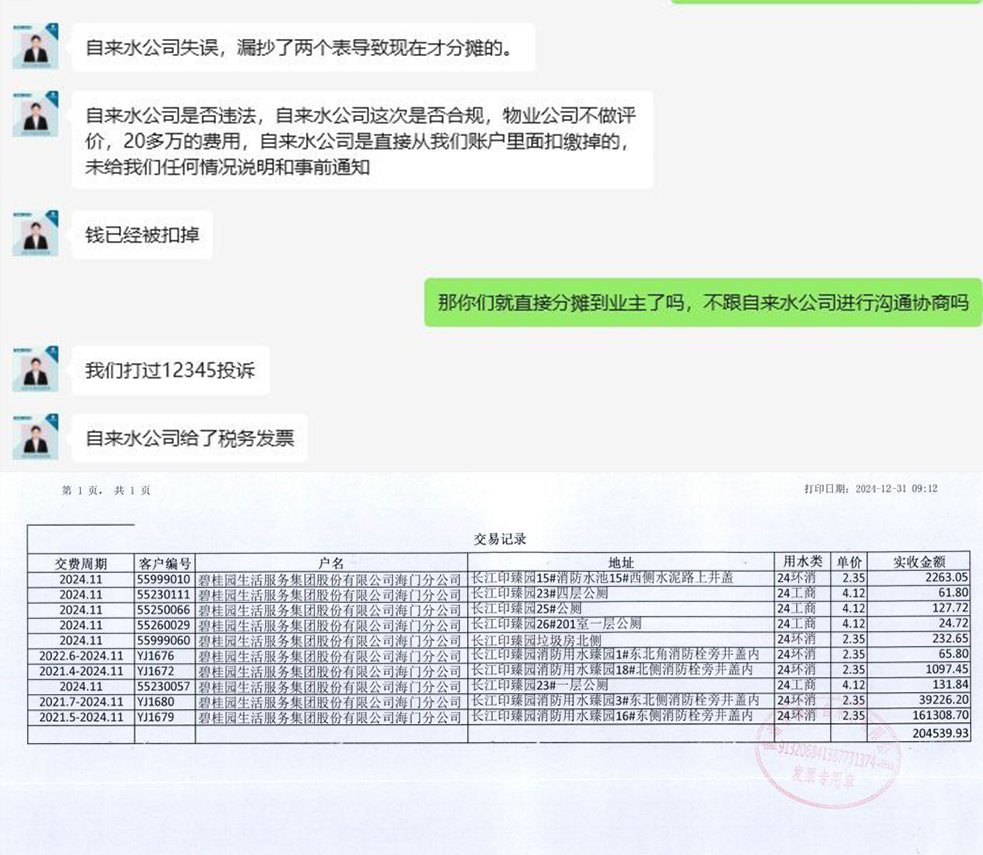 自来水公司失误，漏抄了两个表导致现在才分摊的。
自来水公司是否违法，自来水公司这次是否合规，物业公司不做评
价，20多万的费用，自来水公司是直接从我们账户里面扣缴掉的，
未给我们任何情况说明和事前通知
钱已经被扣掉
那你们就直接分摊到业主了吗，不跟自来水公司进行沟通协商吗
我们打过12345投诉
自来水公司给了税务发票
第 1 页， 共 1 页 打印日期：2024-12-31 09:12
交易记录
交费周期 客户编号 户名 地址 用水类 单价 实收金额
2024.11 55999010 碧桂园生活服务集团股份有限公司海门分公司 长江印臻园15#消防水池15#西侧水泥路上井盖 24环消 2.35 2263.05
2024.11 55230111 碧桂园生活服务集团股份有限公司海门分公司 长江印臻园23#四层公厕 24工商 4.12 61.80
2024.11 55250066 碧桂园生活服务集团股份有限公司海门分公司 长江印臻园25#公厕 24工商 4.12 127.72
2024.11 55260029 碧桂园生活服务集团股份有限公司海门分公司 长江印臻园26#201室一层公厕 24工商 4.12 24.72
2024.11 55999060 碧桂园生活服务集团股份有限公司海门分公司 长江印臻园垃圾房北侧 24环消 2.35 232.65
2022.6-2024.11 YJ1676 碧桂园生活服务集团股份有限公司海门分公司 长江印臻园消防用水臻园1#东北角消防栓旁井盖内 24环消 2.35 65.80
2021.4-2024.11 YJ1672 碧桂园生活服务集团股份有限公司海门分公司 长江印臻园消防用水臻园18#北侧消防栓旁井盖内 24环消 2.35 1097.45
2024.11 55230057 碧桂园生活服务集团股份有限公司海门分公司 长江印臻园23#一层公厕 24工商 4.12 131.84
2021.7-2024.11 YJ1680 碧桂园生活服务集团股份有限公司海门分公司 长江印臻园消防用水臻园3#东北侧消防栓旁井盖内 24环消 2.35 39226.20
2021.5-2024.11 YJ1679 碧桂园生活服务集团股份有限公司海门分公司 长江印臻园消防用水臻园16#东侧消防栓旁井盖内 24环消 2.35 161308.70
204539.93
发票专用章